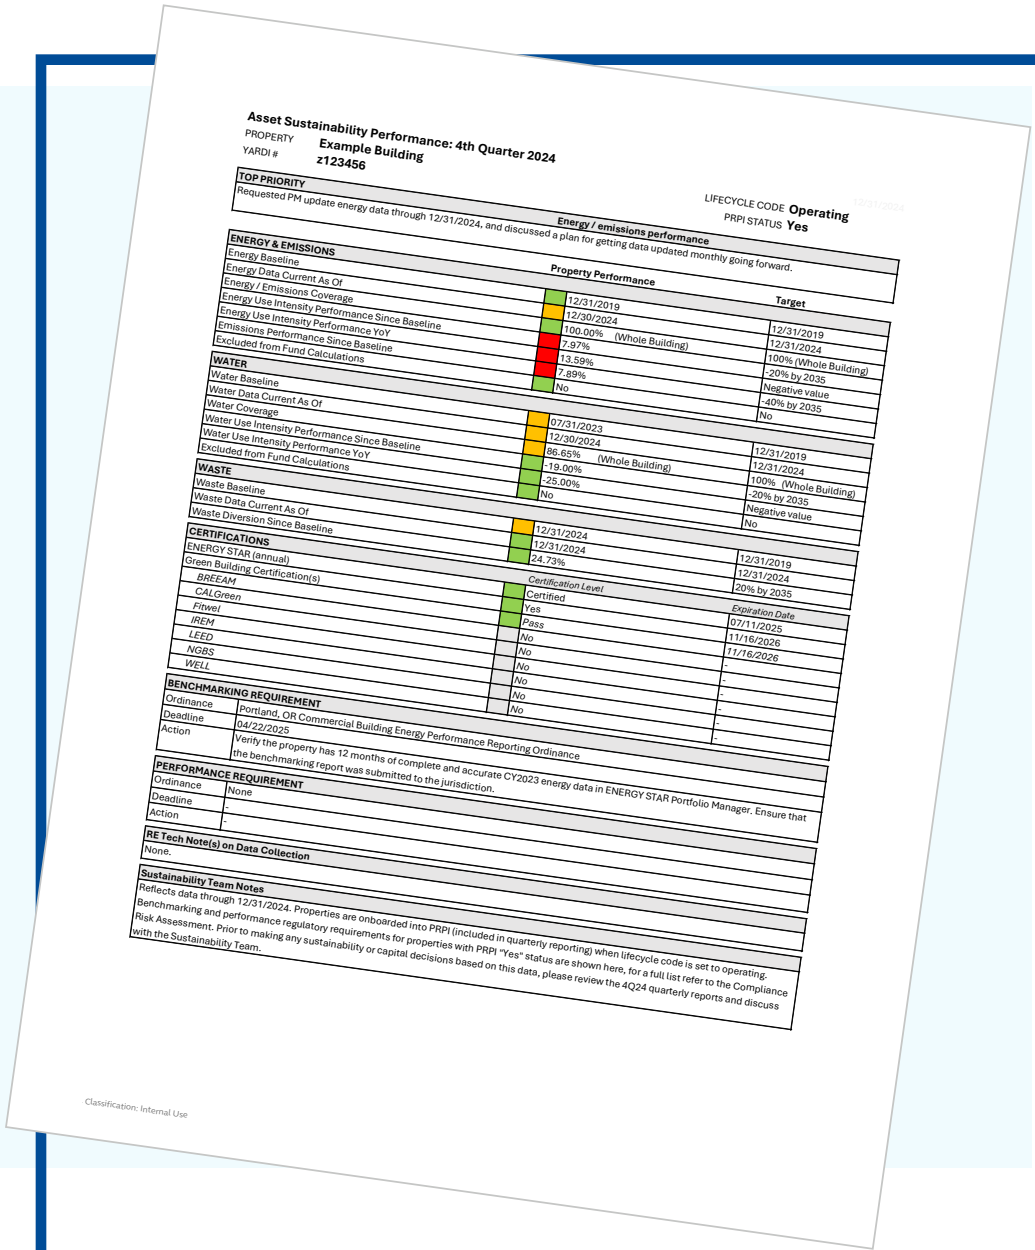 Asset Sustainability Performance: 4th Quarter 2024
PROPERTY Example Building
YARDI # z123456
12/31/2024
LIFECYCLE CODE Operating
PRPI STATUS Yes
TOP PRIORITY Energy / emissions performance
Requested PM update energy data through 12/31/2024, and discussed a plan for getting data updated monthly going forward.
Property Performance Target
ENERGY & EMISSIONS
Energy Baseline 12/31/2019 12/31/2019
Energy Data Current As Of 12/30/2024 12/31/2024
Energy / Emissions Coverage 100.00% (Whole Building) 100% (Whole Building)
Energy Use Intensity Performance Since Baseline 7.97% -20% by 2035
Energy Use Intensity Performance YoY 13.59% Negative value
Emissions Performance Since Baseline 7.89% -40% by 2035
Excluded from Fund Calculations No No
WATER
Water Baseline 07/31/2023 12/31/2019
Water Data Current As Of 12/30/2024 12/31/2024
Water Coverage 86.65% (Whole Building) 100% (Whole Building)
Water Use Intensity Performance Since Baseline -19.00% -20% by 2035
Water Use Intensity Performance YoY -25.00% Negative value
Excluded from Fund Calculations No No
WASTE
Waste Baseline 12/31/2024 12/31/2019
Waste Data Current As Of 12/31/2024 12/31/2024
Waste Diversion Since Baseline 24.73% 20% by 2035
CERTIFICATIONS Certification Level Expiration Date
ENERGY STAR (annual) Certified 07/11/2025
Green Building Certification(s) Yes 11/16/2026
BREEAM Pass 11/16/2026
CALGreen No -
Fitwel No -
IREM No -
LEED No -
NGBS No -
WELL No -
BENCHMARKING REQUIREMENT
Ordinance Portland, OR Commercial Building Energy Performance Reporting Ordinance
Deadline 04/22/2025
Action Verify the property has 12 months of complete and accurate CY2023 energy data in ENERGY STAR Portfolio Manager. Ensure that
the benchmarking report was submitted to the jurisdiction.
PERFORMANCE REQUIREMENT
Ordinance None
Deadline -
Action -
RE Tech Note(s) on Data Collection
None.
Sustainability Team Notes
Reflects data through 12/31/2024. Properties are onboarded into PRPI (included in quarterly reporting) when lifecycle code is set to operating.
Benchmarking and performance regulatory requirements for properties with PRPI "Yes" status are shown here, for a full list refer to the Compliance
Risk Assessment. Prior to making any sustainability or capital decisions based on this data, please review the 4Q24 quarterly reports and discuss
with the Sustainability Team.
Classification: Internal Use